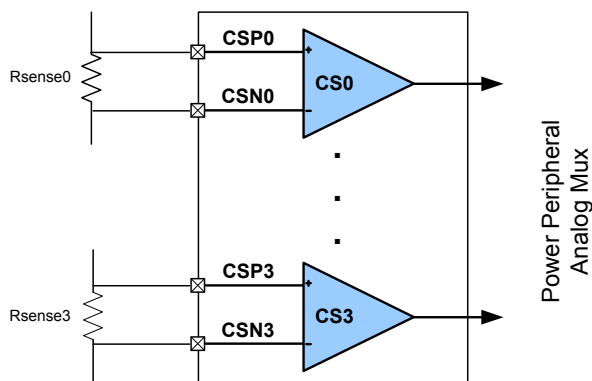 CSP0
+
Rsense0
CS0
CSN0
-
CSP3
+
Rsense3
CS3
CSN3
-
Power Peripheral
Analog Mux